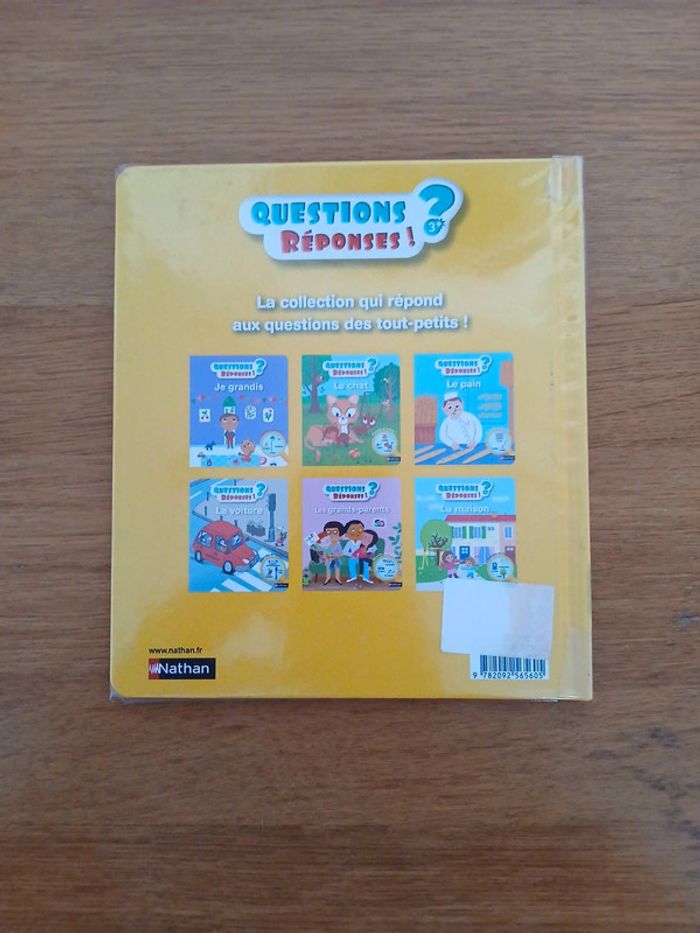 QUESTIONS ?
RÉPONSES ! 3+
La collection qui répond
aux questions des tout-petits !
QUESTIONS ?
RÉPONSES !
Je grandis
QUESTIONS ?
RÉPONSES !
Le chat
QUESTIONS ?
RÉPONSES !
Le pain
QUESTIONS ?
RÉPONSES !
La voiture
QUESTIONS ?
RÉPONSES !
Les grands-parents
QUESTIONS ?
RÉPONSES !
La maison
www.nathan.fr
Nathan
9 782092 565605